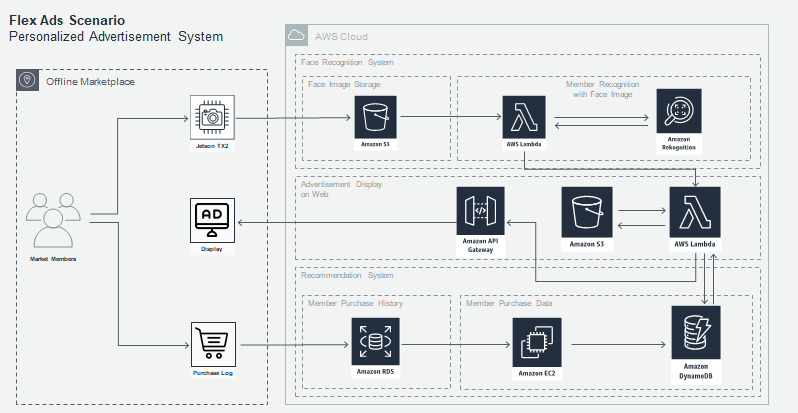 Flex Ads Scenario
Personalized Advertisement System
AWS Cloud
Offline Marketplace
Face Recognition System
Face Image Storage
Member Recognition
with Face Image
Jetson TX2
Amazon S3
AWS Lambda
Amazon
Rekognition
Advertisement Display
on Web
Market Members
AD
Display
Amazon API
Gateway
Amazon S3
AWS Lambda
Recommendation System
Member Purchase History
Member Purchase Data
Purchase Log
Amazon RDS
Amazon EC2
Amazon
DynamoDB